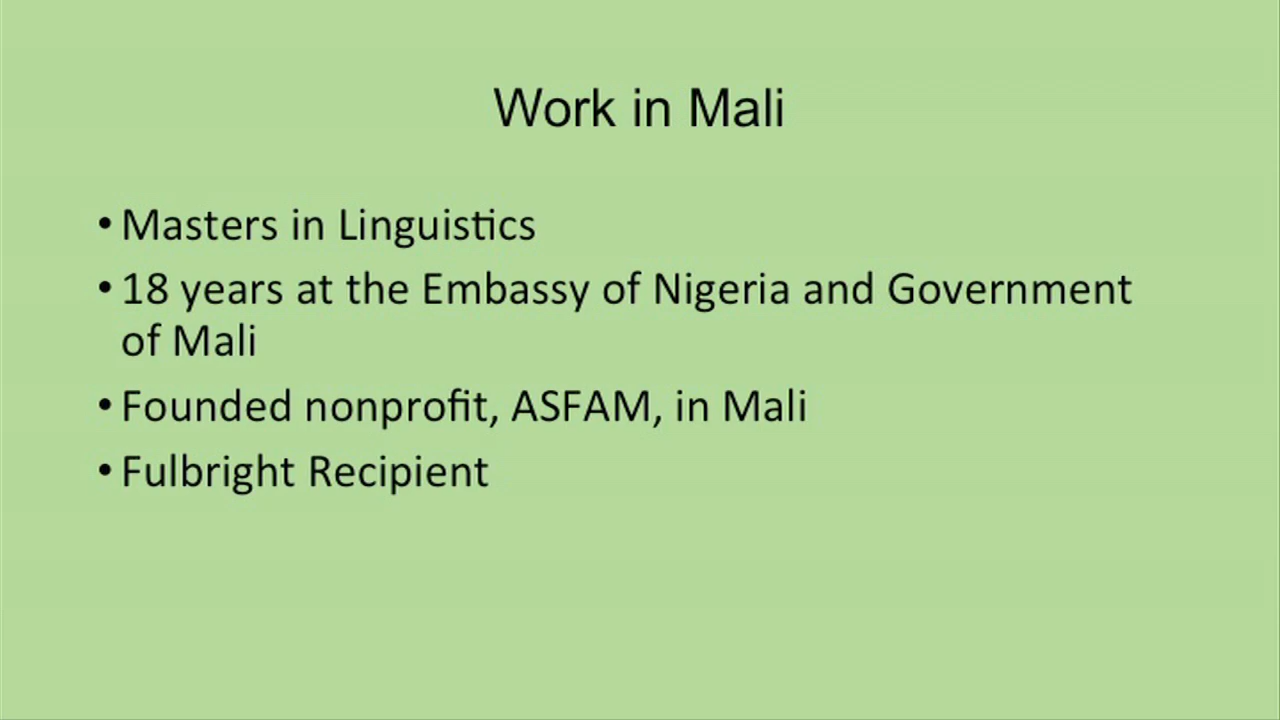 Work in Mali
• Masters in Linguistics
• 18 years at the Embassy of Nigeria and Government
of Mali
• Founded nonprofit, ASFAM, in Mali
• Fulbright Recipient